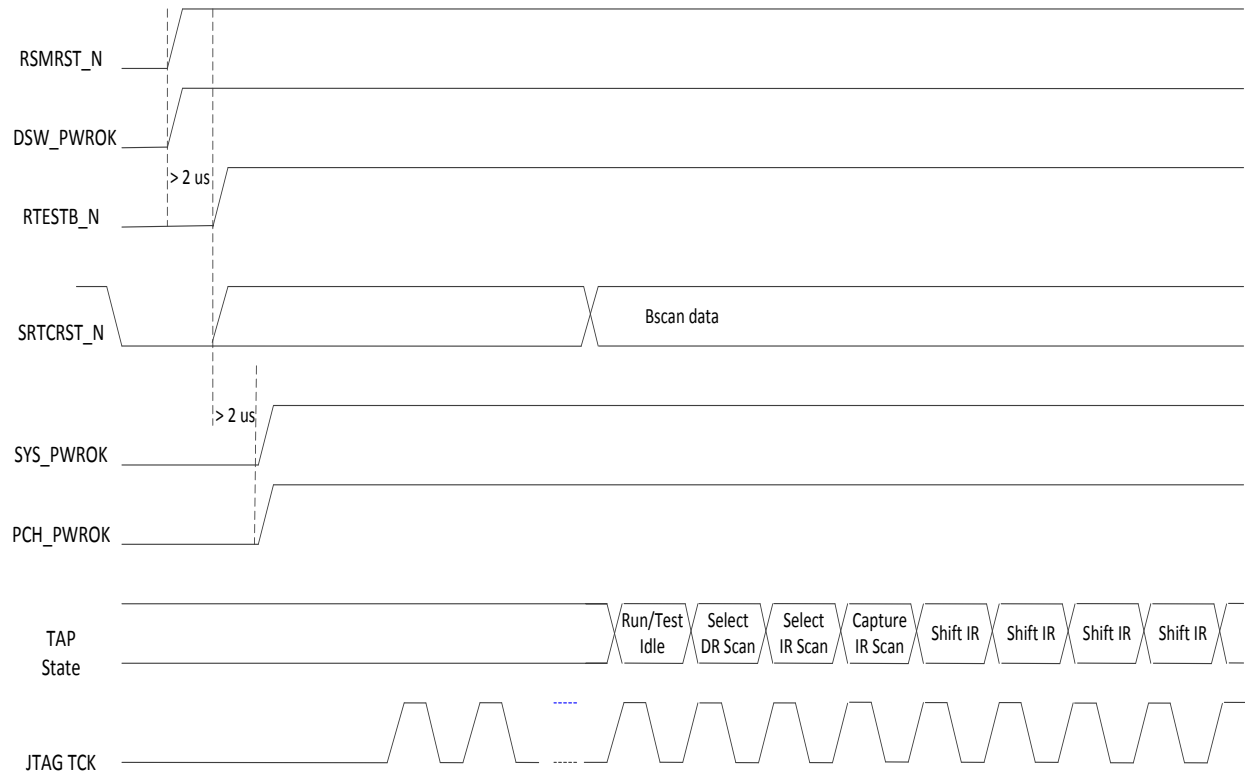 RSMRST_N
DSW_PWROK
> 2 us
RTESTB_N
SRTCRST_N
Bscan data
> 2 us
SYS_PWROK
PCH_PWROK
TAP
State
Run/Test
Idle
Select
DR Scan
Select
IR Scan
Capture
IR Scan
Shift IR
Shift IR
Shift IR
Shift IR
JTAG TCK